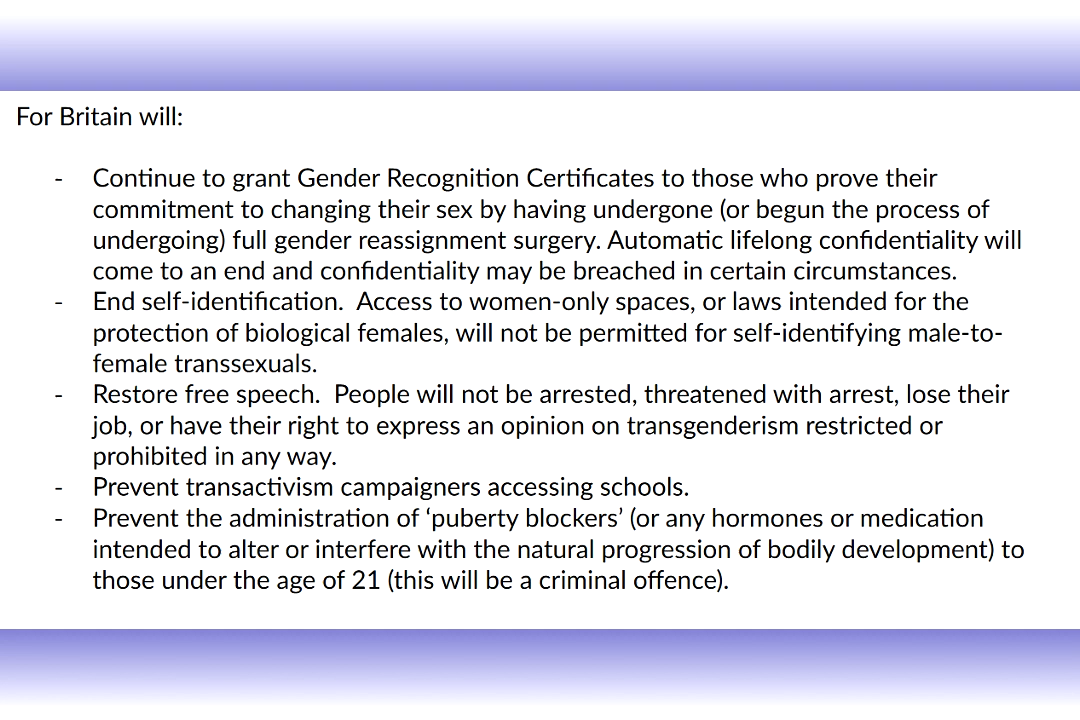 For Britain will:
- Continue to grant Gender Recognition Certificates to those who prove their
commitment to changing their sex by having undergone (or begun the process of
undergoing) full gender reassignment surgery. Automatic lifelong confidentiality will
come to an end and confidentiality may be breached in certain circumstances.
- End self-identification.  Access to women-only spaces, or laws intended for the
protection of biological females, will not be permitted for self-identifying male-to-
female transsexuals.
- Restore free speech.  People will not be arrested, threatened with arrest, lose their
job, or have their right to express an opinion on transgenderism restricted or
prohibited in any way.
- Prevent transactivism campaigners accessing schools.
- Prevent the administration of ‘puberty blockers’ (or any hormones or medication
intended to alter or interfere with the natural progression of bodily development) to
those under the age of 21 (this will be a criminal offence).